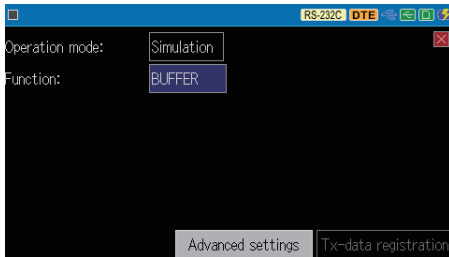 RS-232C DTE
Operation mode: Simulation
Function: BUFFER
Advanced settings Tx-data registration